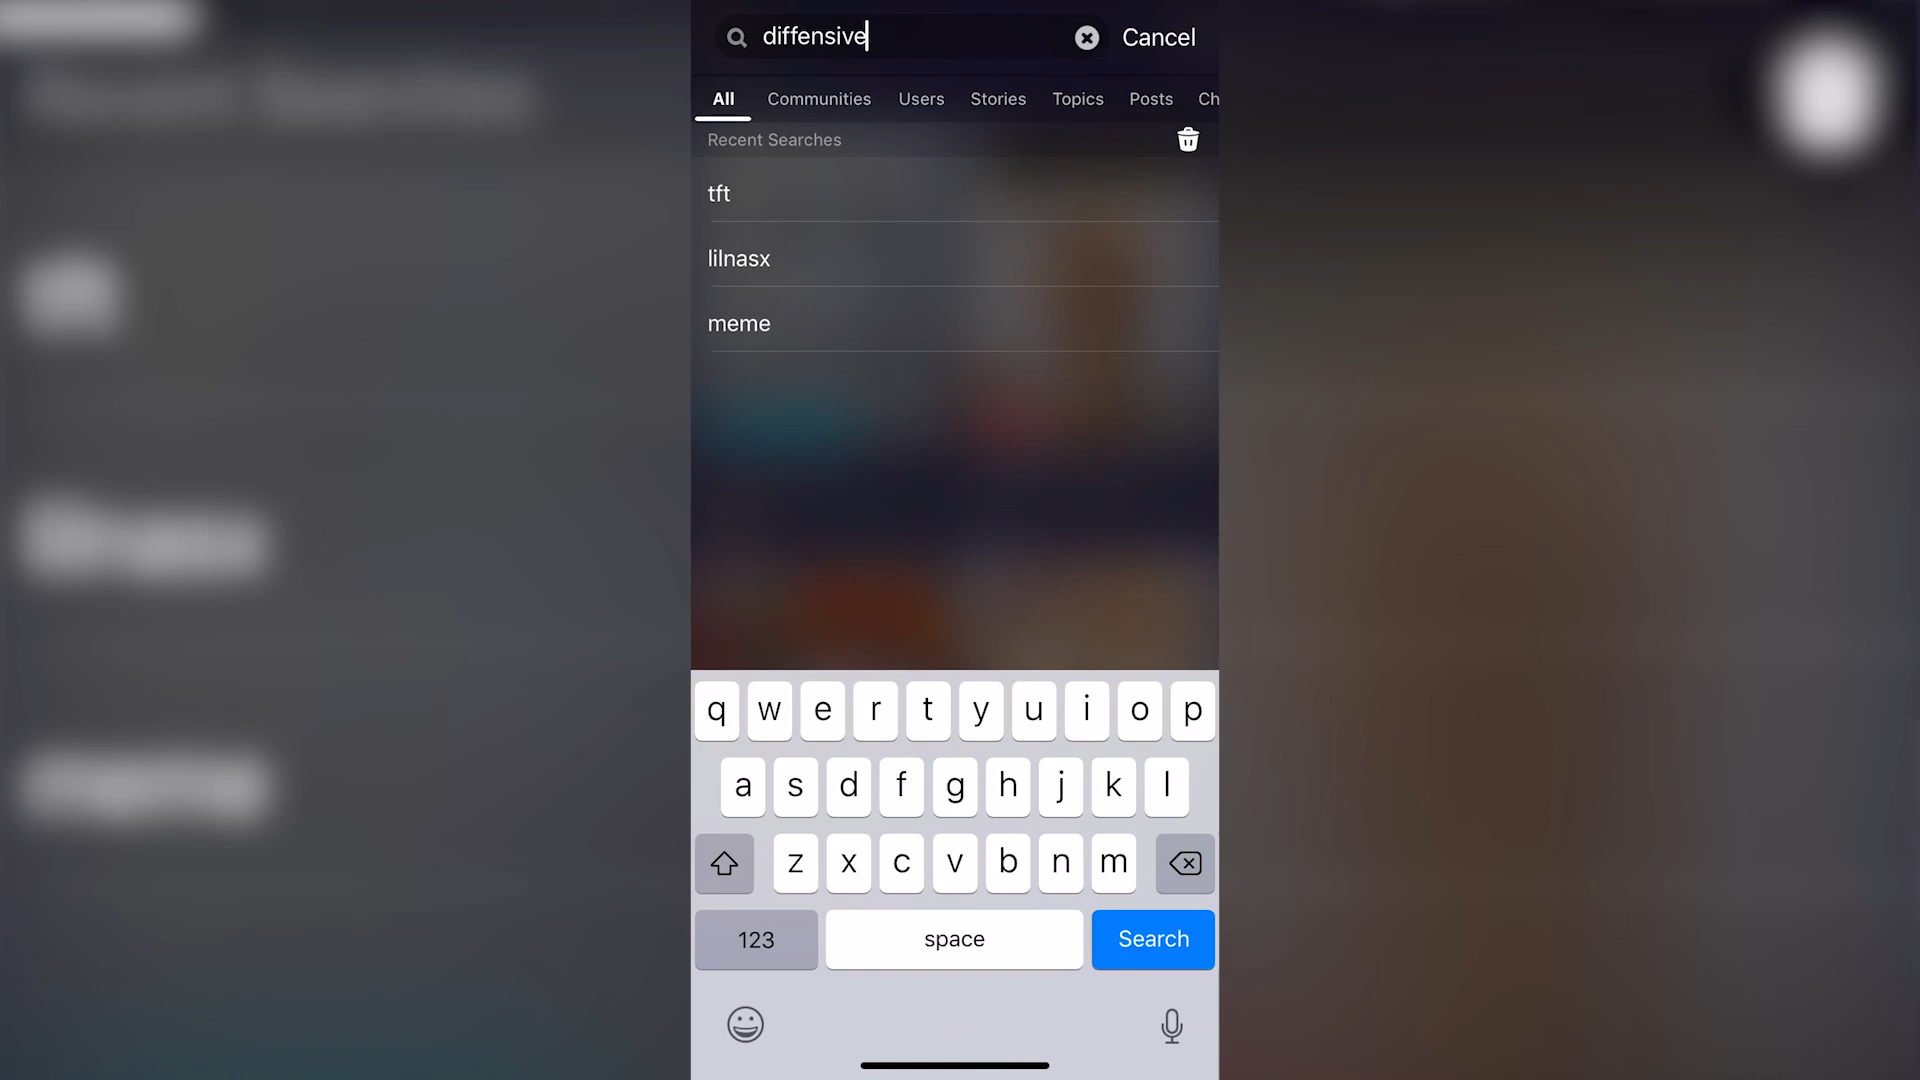 diffensive Cancel
All Communities Users Stories Topics Posts Ch
Recent Searches
tft
lilnasx
meme
q w e r t y u i o p
a s d f g h j k l
z x c v b n m
123 space Search